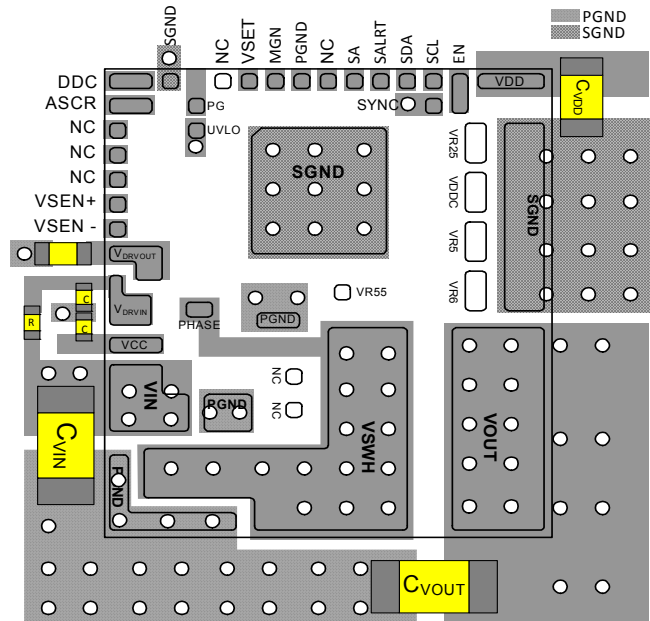 PGND
SGND
SGND
NC
VSET
MGN
PGND
NC
SA
SALRT
SDA
SCL
EN
DDC
VDD
CVDD
ASCR
PG
SYNC
NC
UVLO
VR25
NC
SGND
NC
VDDC
SGND
VSEN+
VSEN -
VR5
VDRVOUT
VR6
C
VDRVIN
VR55
R
C
PHASE
PGND
VCC
NC
VIN
NC
PGND
CVIN
VSWH
VOUT
PGND
CVOUT